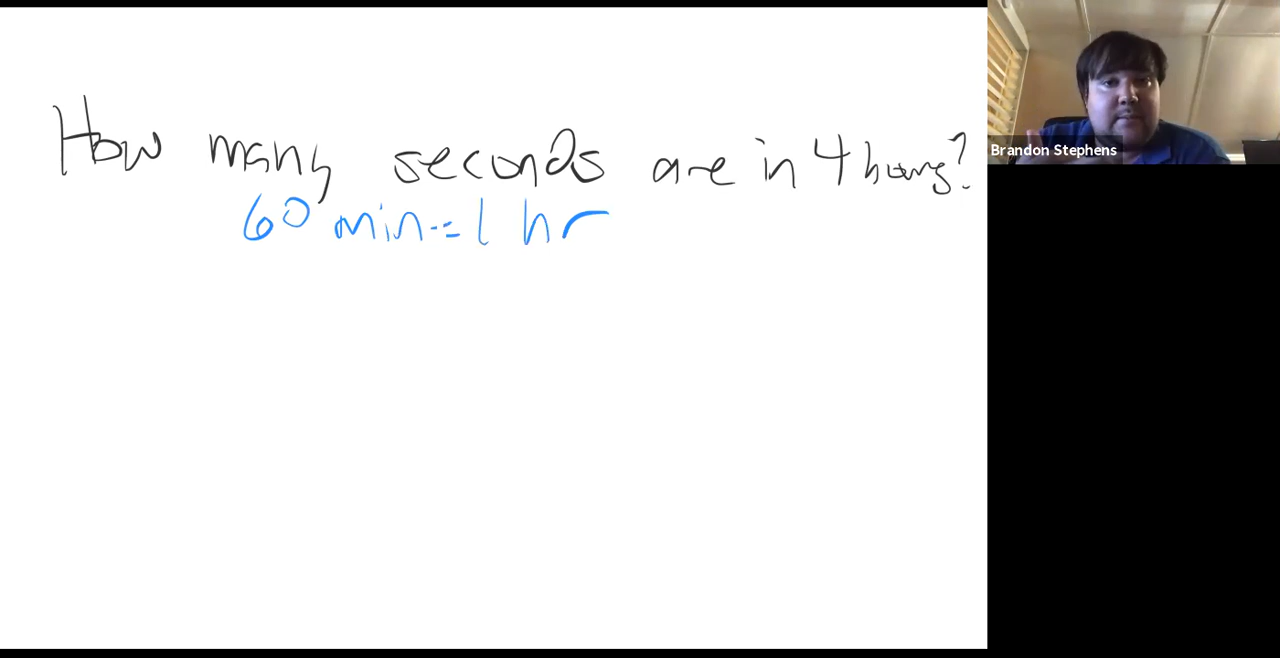 How many seconds are in 4 hours?
60 min = 1 hr
Brandon Stephens